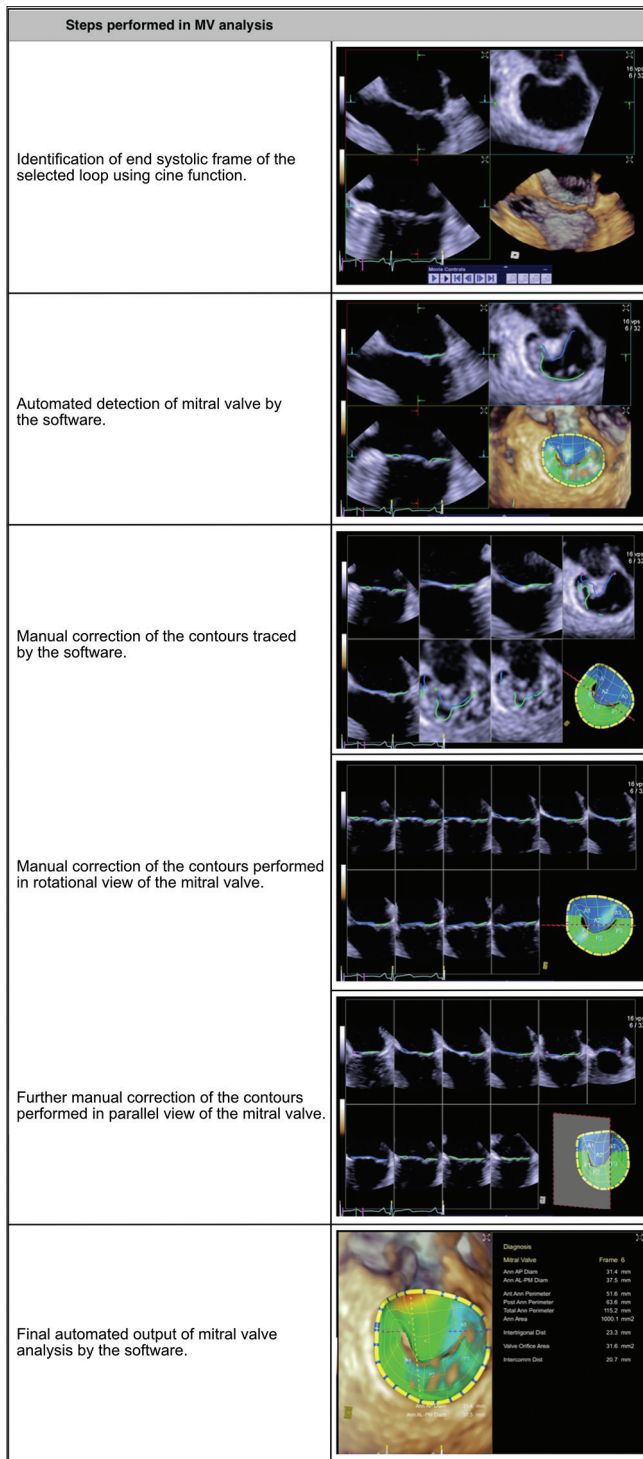 Steps performed in MV analysis
16 vps
6 / 32
Identification of end systolic frame of the
selected loop using cine function.
Movie Controls
16 vps
6 / 32
Automated detection of mitral valve by
the software.
16 vps
6 / 32
Manual correction of the contours traced
by the software.
A2
A3
16 vps
6 / 32
Manual correction of the contours performed
in rotational view of the mitral valve.
A2
P2
16 vps
6 / 32
Further manual correction of the contours
performed in parallel view of the mitral valve.
Final automated output of mitral valve
analysis by the software.
Diagnosis
Mitral Valve Frame 6
Ann AP Diam 31.4 mm
Ann AL-PM Diam 37.5 mm
Ant Ann Perimeter 51.6 mm
Post Ann Perimeter 63.6 mm
Total Ann Perimeter 115.2 mm
Ann Area 1000.1 mm2
Intertrigonal Dist 23.3 mm
Valve Orifice Area 31.6 mm2
Intercomm Dist 20.7 mm